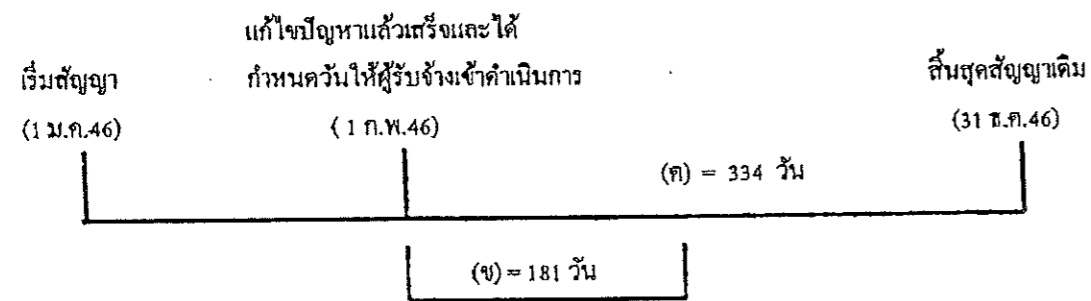 แก้ไขปัญหาแล้วเสร็จและได้
เริ่มสัญญา กำหนดวันให้ผู้รับจ้างเข้าดำเนินการ สิ้นสุดสัญญาเดิม
(1 ม.ค.46) ( 1 ก.พ.46) (31 ธ.ค.46)
(ค) = 334 วัน
(ข) = 181 วัน